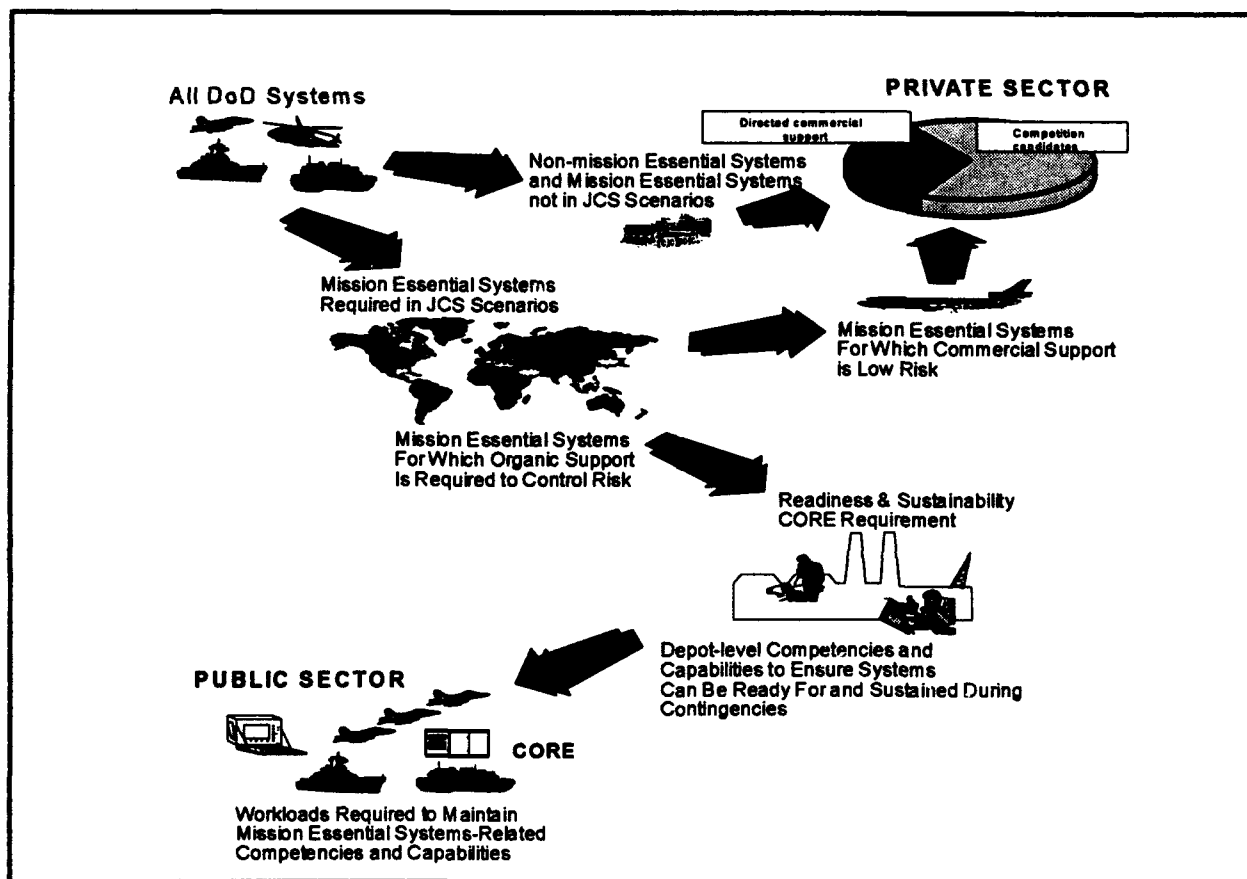 All DoD Systems
PRIVATE SECTOR
Directed commercial
support
Competition
candidates
Non-mission Essential Systems
and Mission Essential Systems
not in JCS Scenarios
Mission Essential Systems
Required in JCS Scenarios
Mission Essential Systems
For Which Commercial Support
is Low Risk
Mission Essential Systems
For Which Organic Support
Is Required to Control Risk
Readiness & Sustainability
CORE Requirement
Depot-level Competencies and
Capabilities to Ensure Systems
Can Be Ready For and Sustained During
Contingencies
PUBLIC SECTOR
CORE
Workloads Required to Maintain
Mission Essential Systems-Related
Competencies and Capabilities